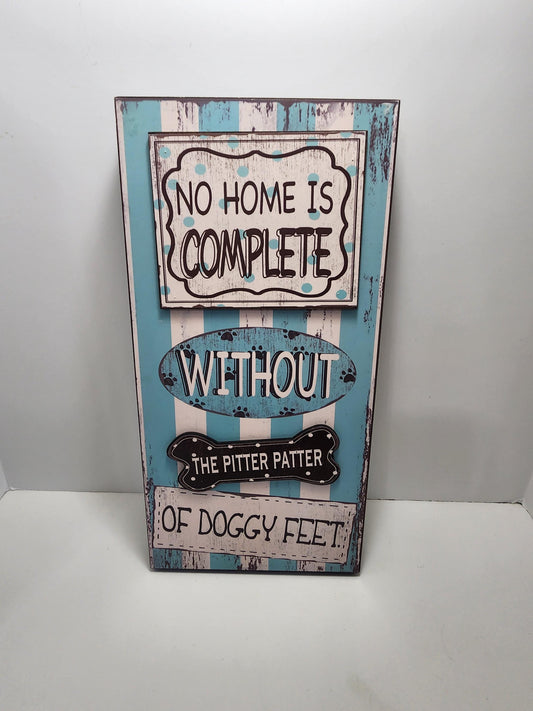 NO HOME IS
COMPLETE
WITHOUT
THE PITTER PATTER
OF DOGGY FEET